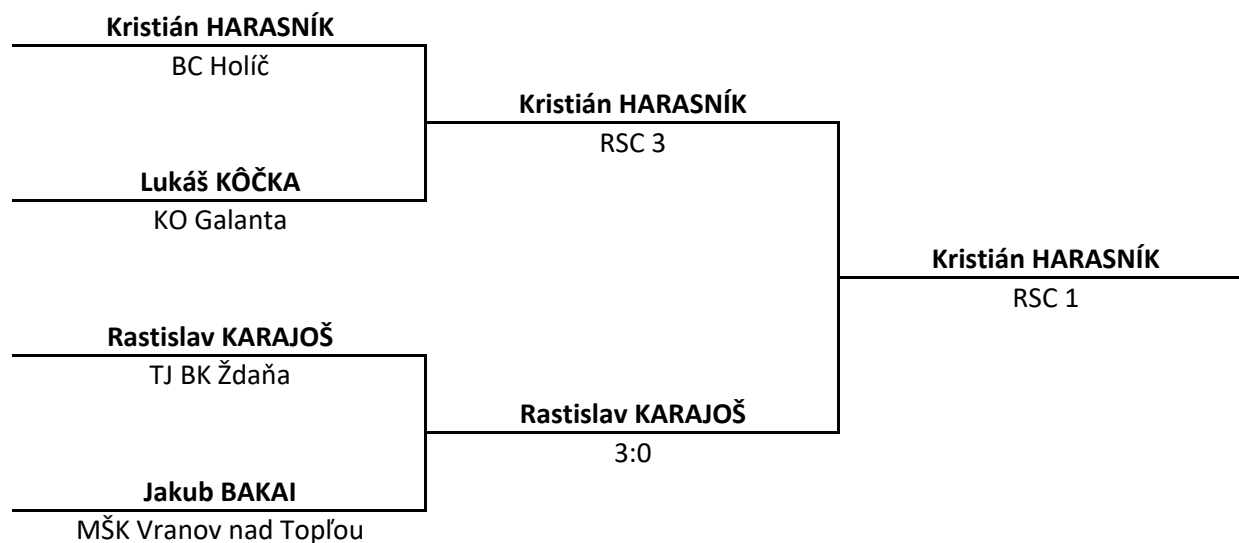 Kristián HARASNÍK
BC Holíč
Kristián HARASNÍK
RSC 3
Lukáš KÔČKA
KO Galanta
Kristián HARASNÍK
RSC 1
Rastislav KARAJOŠ
TJ BK Ždaňa
Rastislav KARAJOŠ
3:0
Jakub BAKAI
MŠK Vranov nad Topľou